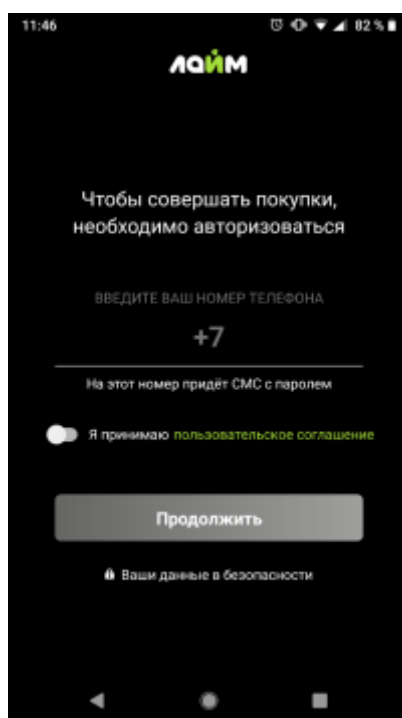 11:46 82 %
лайм
Чтобы совершать покупки,
необходимо авторизоваться
ВВЕДИТЕ ВАШ НОМЕР ТЕЛЕФОНА
+7
На этот номер придёт СМС с паролем
Я принимаю пользовательское соглашение
Продолжить
Ваши данные в безопасности